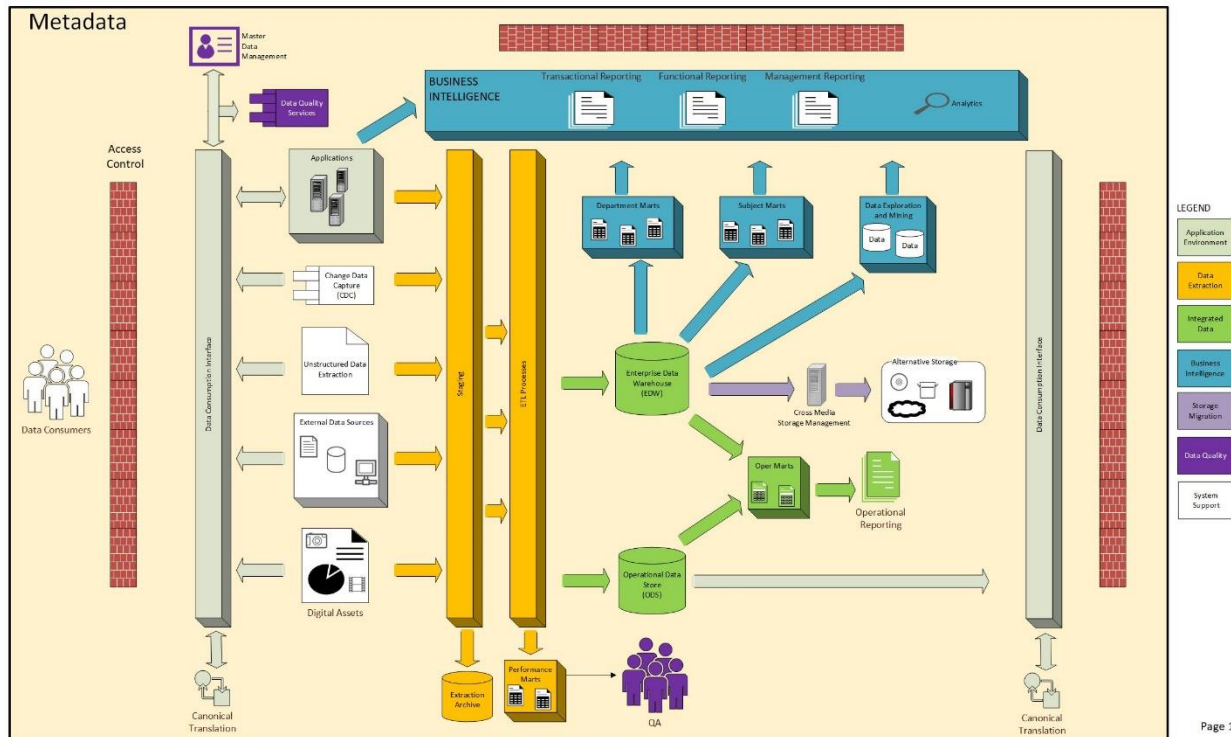 Metadata
Master
Data
Management
Data Quality
Services
BUSINESS
INTELLIGENCE
Transactional Reporting
Functional Reporting
Management Reporting
Analytics
Access
Control
Applications
Department Marts
Subject Marts
Data Exploration
and Mining
Data
Data
Change Data
Capture
(CDC)
Unstructured Data
Extraction
External Data Sources
Digital Assets
Data Consumers
Data Consumption Interface
Staging
ETL Processes
Enterprise Data
Warehouse
(EDW)
Cross Media
Storage Management
Alternative Storage
Oper Marts
Operational
Reporting
Operational Data
Store
(ODS)
Data Consumption Interface
Extraction
Archive
Performance
Marts
QA
Canonical
Translation
Canonical
Translation
LEGEND
Application
Environment
Data
Extraction
Integrated
Data
Business
Intelligence
Storage
Migration
Data Quality
System
Support
Page 1